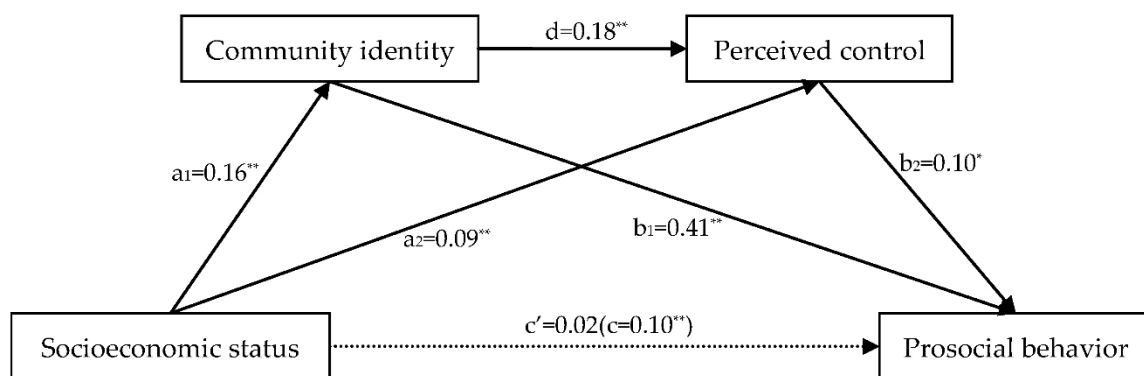 d=0.18**
Community identity
Perceived control
a₁=0.16**
b₂=0.10*
a₂=0.09**
b₁=0.41**
c′=0.02(c=0.10**)
Socioeconomic status
Prosocial behavior